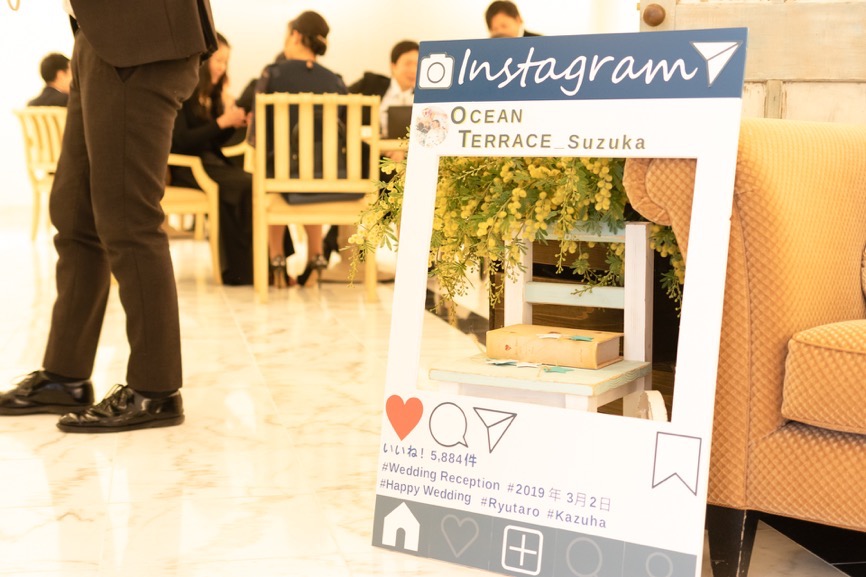 Instagram
OCEAN
TERRACE_Suzuka
いいね! 5,884件
#Wedding Reception #2019年 3月2日
#Happy Wedding #Ryutaro #Kazuha